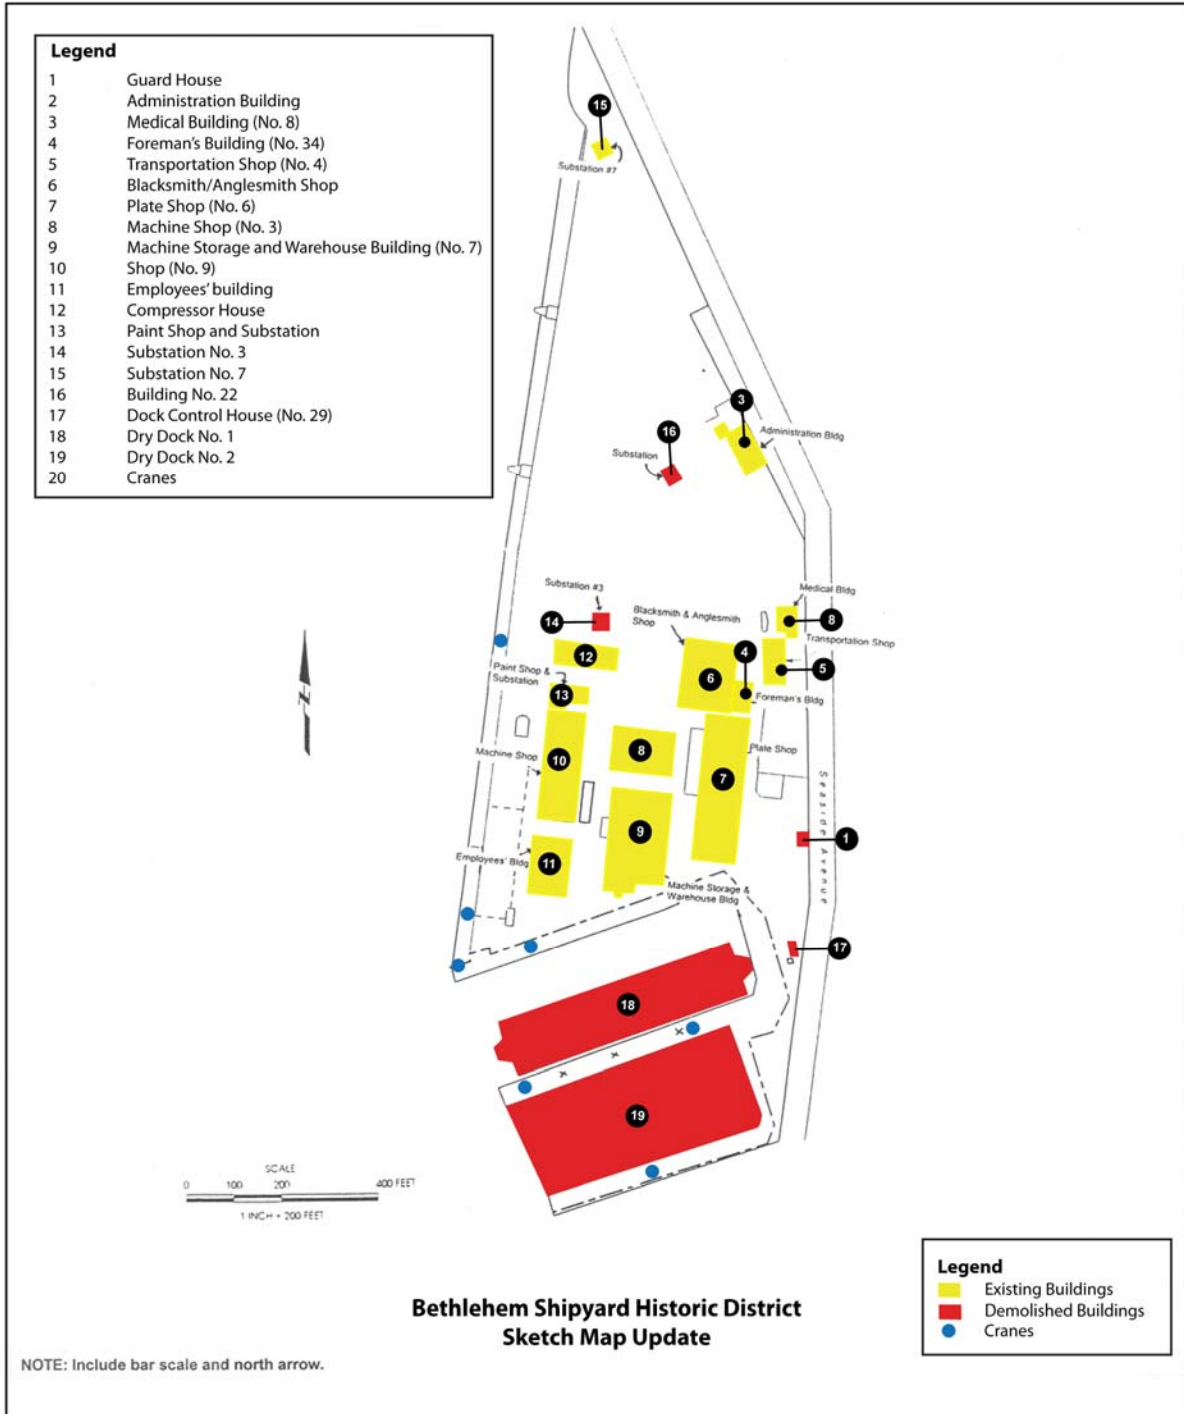 Legend
1 Guard House
2 Administration Building
3 Medical Building (No. 8)
4 Foreman's Building (No. 34)
5 Transportation Shop (No. 4)
6 Blacksmith/Anglesmith Shop
7 Plate Shop (No. 6)
8 Machine Shop (No. 3)
9 Machine Storage and Warehouse Building (No. 7)
10 Shop (No. 9)
11 Employees' building
12 Compressor House
13 Paint Shop and Substation
14 Substation No. 3
15 Substation No. 7
16 Building No. 22
17 Dock Control House (No. 29)
18 Dry Dock No. 1
19 Dry Dock No. 2
20 Cranes
15
Substation #7
3
Administration Bldg
16
Substation
Substation #3
14
Medical Bldg
8
Blacksmith & Anglesmith
Shop
Transportation Shop
12
4
5
Paint Shop &
Substation
13
6
Foreman's Bldg
N
Machine Shop
10
8
Plate Shop
7
Seaside Avenue
9
1
Employees' Bldg
11
Machine Storage &
Warehouse Bldg
17
18
19
SCALE
0 100 200 400 FEET
1 INCH = 200 FEET
Legend
Existing Buildings
Demolished Buildings
Cranes
Bethlehem Shipyard Historic District
Sketch Map Update
NOTE: Include bar scale and north arrow.